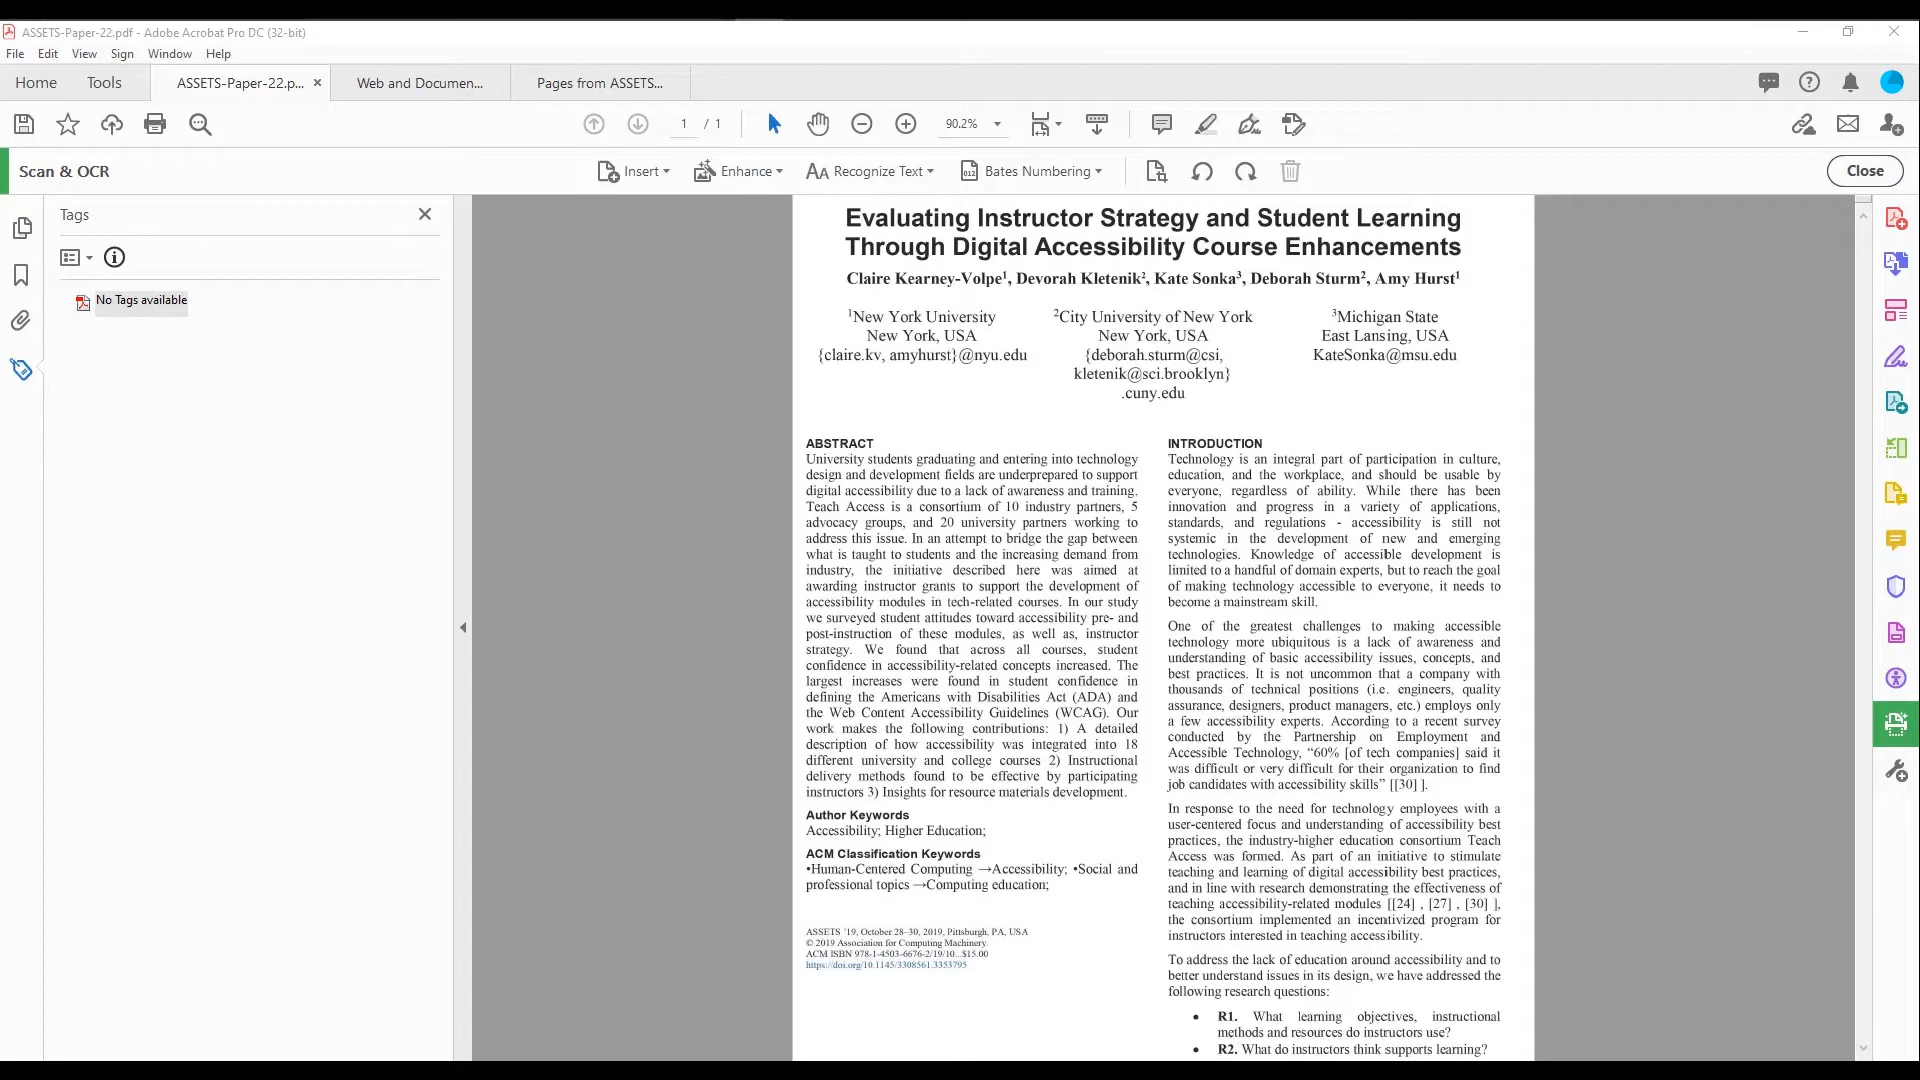 ASSETS-Paper-22.pdf - Adobe Acrobat Pro DC (32-bit)
File Edit View Sign Window Help
Home Tools ASSETS-Paper-22.p... × Web and Documen... Pages from ASSETS...
1 / 1 90.2%
Scan & OCR Insert Enhance Recognize Text Bates Numbering Close
Tags
No Tags available
Evaluating Instructor Strategy and Student Learning
Through Digital Accessibility Course Enhancements
Claire Kearney-Volpe¹, Devorah Kletenik², Kate Sonka³, Deborah Sturm², Amy Hurst¹
¹New York University
New York, USA
{claire.kv, amyhurst}@nyu.edu
²City University of New York
New York, USA
{deborah.sturm@csi,
kletenik@sci.brooklyn}
.cuny.edu
³Michigan State
East Lansing, USA
KateSonka@msu.edu
ABSTRACT
University students graduating and entering into technology
design and development fields are underprepared to support
digital accessibility due to a lack of awareness and training.
Teach Access is a consortium of 10 industry partners, 5
advocacy groups, and 20 university partners working to
address this issue. In an attempt to bridge the gap between
what is taught to students and the increasing demand from
industry, the initiative described here was aimed at
awarding instructor grants to support the development of
accessibility modules in tech-related courses. In our study
we surveyed student attitudes toward accessibility pre- and
post-instruction of these modules, as well as, instructor
strategy. We found that across all courses, student
confidence in accessibility-related concepts increased. The
largest increases were found in student confidence in
defining the Americans with Disabilities Act (ADA) and
the Web Content Accessibility Guidelines (WCAG). Our
work makes the following contributions: 1) A detailed
description of how accessibility was integrated into 18
different university and college courses 2) Instructional
delivery methods found to be effective by participating
instructors 3) Insights for resource materials development.
Author Keywords
Accessibility; Higher Education;
ACM Classification Keywords
•Human-Centered Computing →Accessibility; •Social and
professional topics →Computing education;
ASSETS '19, October 28–30, 2019, Pittsburgh, PA, USA
© 2019 Association for Computing Machinery.
ACM ISBN 978-1-4503-6676-2/19/10...$15.00
https://doi.org/10.1145/3308561.3353795
INTRODUCTION
Technology is an integral part of participation in culture,
education, and the workplace, and should be usable by
everyone, regardless of ability. While there has been
innovation and progress in a variety of applications,
standards, and regulations - accessibility is still not
systemic in the development of new and emerging
technologies. Knowledge of accessible development is
limited to a handful of domain experts, but to reach the goal
of making technology accessible to everyone, it needs to
become a mainstream skill.
One of the greatest challenges to making accessible
technology more ubiquitous is a lack of awareness and
understanding of basic accessibility issues, concepts, and
best practices. It is not uncommon that a company with
thousands of technical positions (i.e. engineers, quality
assurance, designers, product managers, etc.) employs only
a few accessibility experts. According to a recent survey
conducted by the Partnership on Employment and
Accessible Technology, “60% [of tech companies] said it
was difficult or very difficult for their organization to find
job candidates with accessibility skills” [[30] ].
In response to the need for technology employees with a
user-centered focus and understanding of accessibility best
practices, the industry-higher education consortium Teach
Access was formed. As part of an initiative to stimulate
teaching and learning of digital accessibility best practices,
and in line with research demonstrating the effectiveness of
teaching accessibility-related modules [[24] , [27] , [30] ],
the consortium implemented an incentivized program for
instructors interested in teaching accessibility.
To address the lack of education around accessibility and to
better understand issues in its design, we have addressed the
following research questions:
• R1. What learning objectives, instructional
methods and resources do instructors use?
• R2. What do instructors think supports learning?